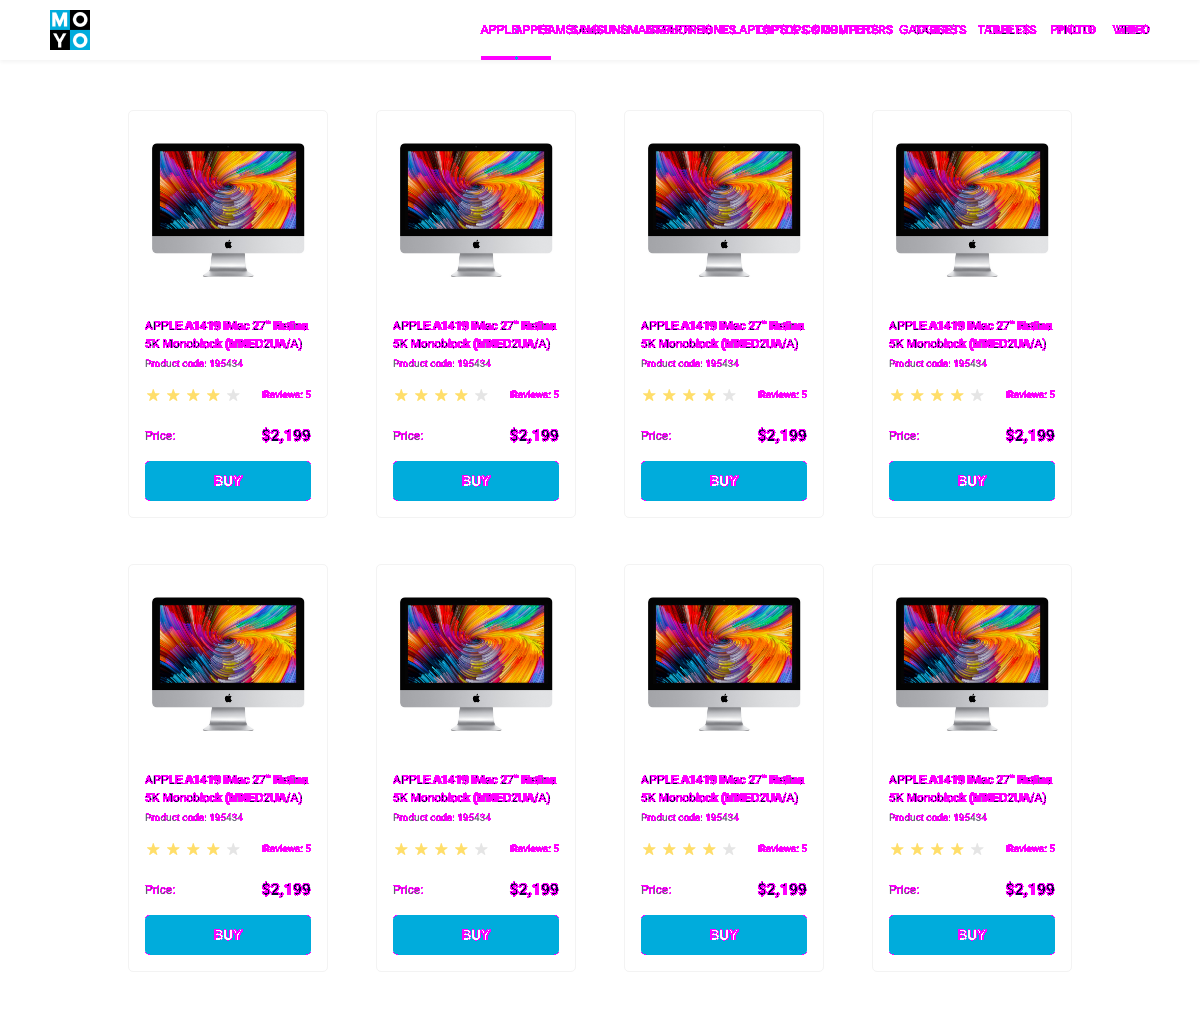 MO
YO
APPLE SAMSUNG SMARTPHONES LAPTOPS & COMPUTERS GADGETS TABLETS PHOTO VIDEO
APPLE A1419 iMac 27" Retina APPLE A1419 iMac 27" Retina APPLE A1419 iMac 27" Retina APPLE A1419 iMac 27" Retina
5K Monoblock (MNED2UA/A) 5K Monoblock (MNED2UA/A) 5K Monoblock (MNED2UA/A) 5K Monoblock (MNED2UA/A)
Product code: 195434 Product code: 195434 Product code: 195434 Product code: 195434
Reviews: 5 Reviews: 5 Reviews: 5 Reviews: 5
Price: $2,199 Price: $2,199 Price: $2,199 Price: $2,199
BUY BUY BUY BUY
APPLE A1419 iMac 27" Retina APPLE A1419 iMac 27" Retina APPLE A1419 iMac 27" Retina APPLE A1419 iMac 27" Retina
5K Monoblock (MNED2UA/A) 5K Monoblock (MNED2UA/A) 5K Monoblock (MNED2UA/A) 5K Monoblock (MNED2UA/A)
Product code: 195434 Product code: 195434 Product code: 195434 Product code: 195434
Reviews: 5 Reviews: 5 Reviews: 5 Reviews: 5
Price: $2,199 Price: $2,199 Price: $2,199 Price: $2,199
BUY BUY BUY BUY